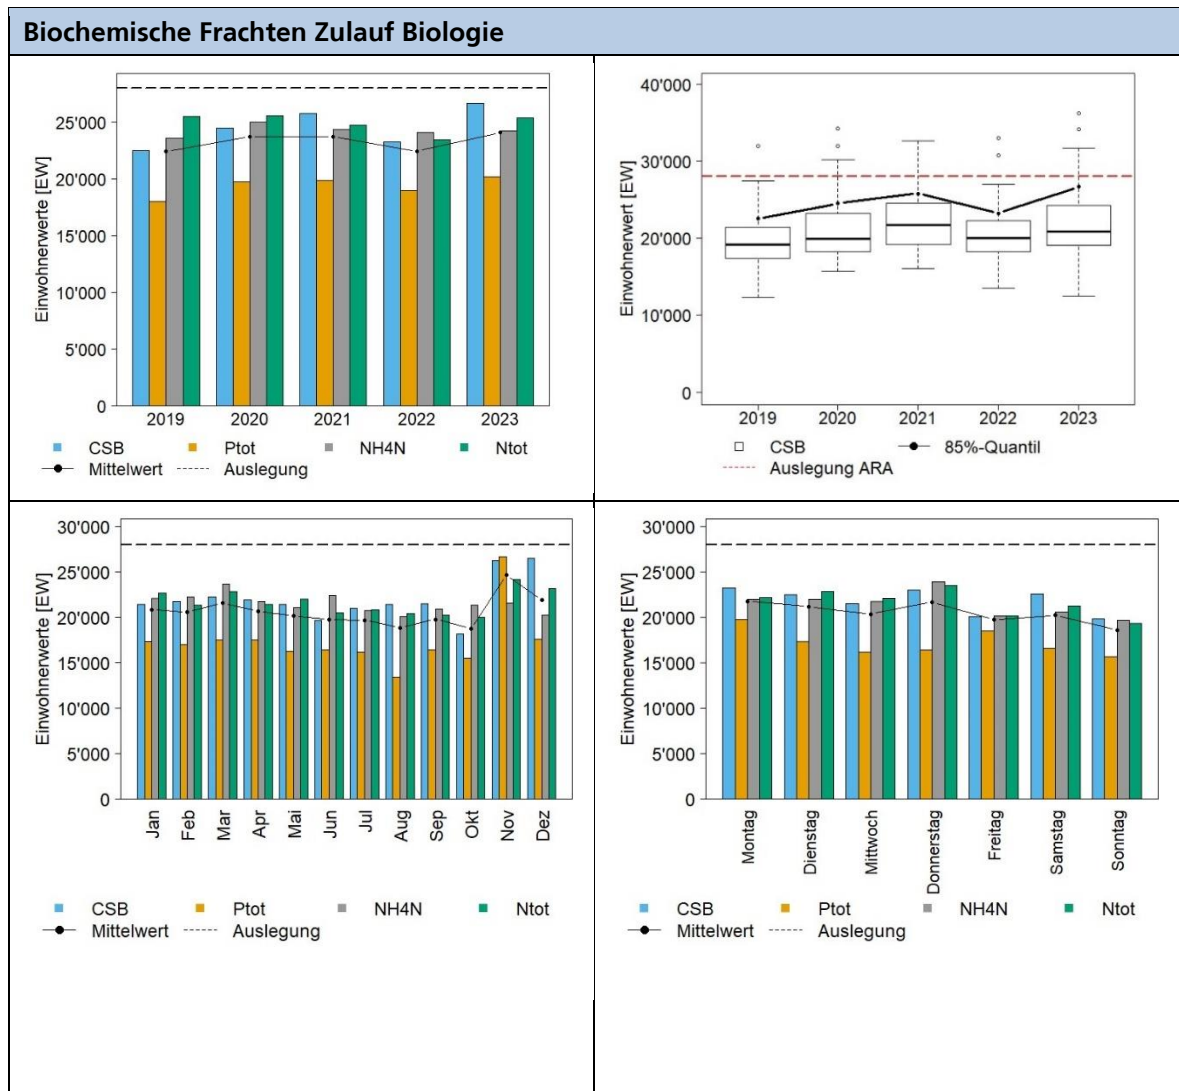 Biochemische Frachten Zulauf Biologie
Einwohnerwerte [EW]
25'000
20'000
15'000
10'000
5'000
0
2019 2020 2021 2022 2023
CSB Ptot NH4N Ntot
Mittelwert Auslegung
Einwohnerwert [EW]
40'000
30'000
20'000
10'000
0
2019 2020 2021 2022 2023
CSB 85%-Quantil
Auslegung ARA
Einwohnerwerte [EW]
30'000
25'000
20'000
15'000
10'000
5'000
0
Jan Feb Mar Apr Mai Jun Jul Aug Sep Okt Nov Dez
CSB Ptot NH4N Ntot
Mittelwert Auslegung
Einwohnerwerte [EW]
30'000
25'000
20'000
15'000
10'000
5'000
0
Montag Dienstag Mittwoch Donnerstag Freitag Samstag Sonntag
CSB Ptot NH4N Ntot
Mittelwert Auslegung